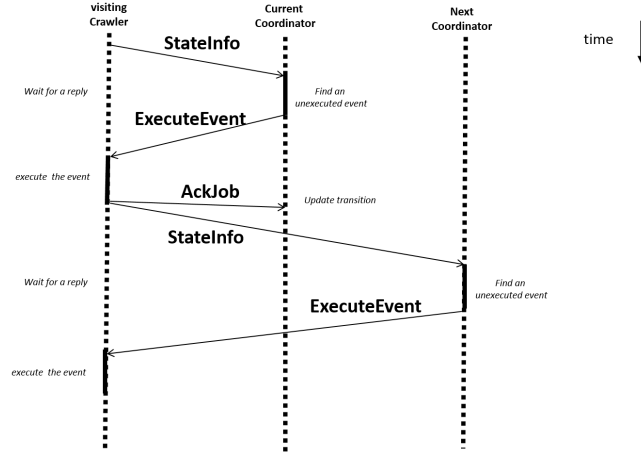 visiting
Crawler
Current
Coordinator
Next
Coordinator
time
StateInfo
Wait for a reply
Find an
unexecuted event
ExecuteEvent
execute the event
AckJob
Update transition
StateInfo
Wait for a reply
Find an
unexecuted event
ExecuteEvent
execute the event